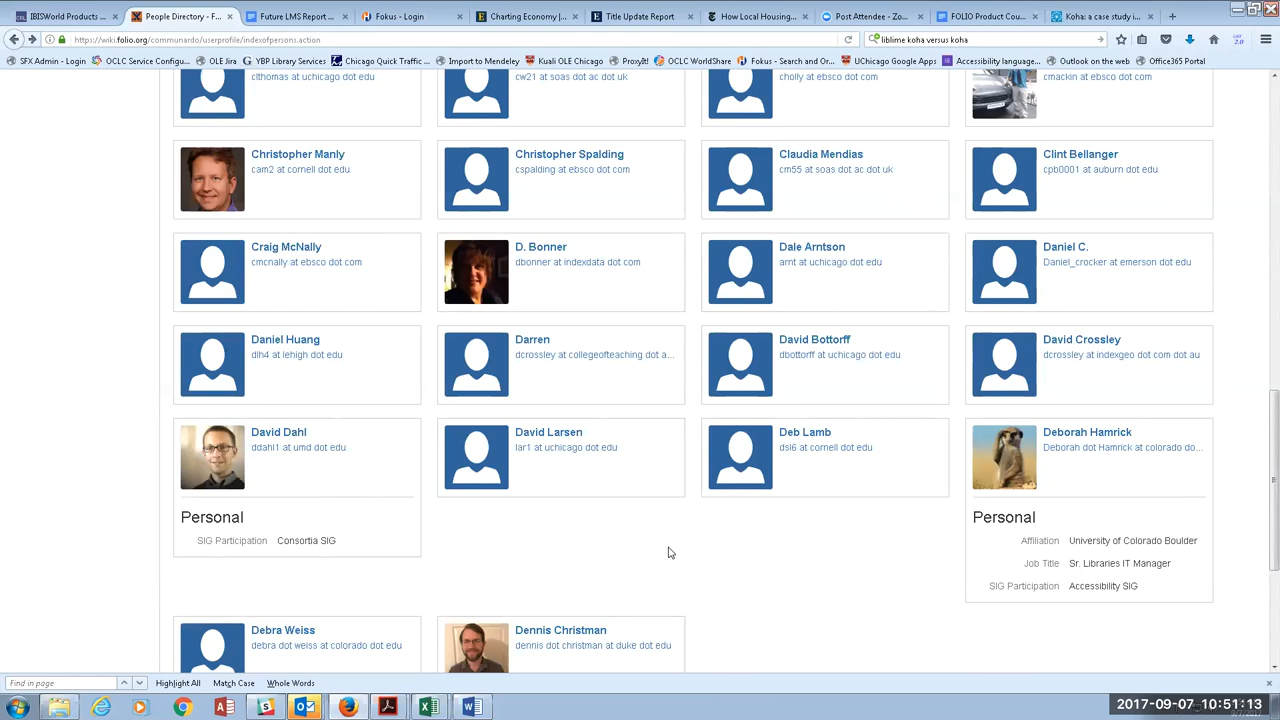 IBISWorld Products ... People Directory - F... Future LMS Report ... Fokus - Login Charting Economy |... Title Update Report How Local Housing... Post Attendee - Zo... FOLIO Product Cou... Koha: a case study i...
https://wiki.folio.org/communardo/userprofile/indexofpersons.action liblime koha versus koha
SFX Admin - Login OCLC Service Configu... OLE Jira YBP Library Services Chicago Quick Traffic ... Import to Mendeley Kuali OLE Chicago ProxyIt! OCLC WorldShare Fokus - Search and Or... UChicago Google Apps Accessibility language... Outlook on the web Office365 Portal
clthomas at uchicago dot edu cw21 at soas dot ac dot uk cholly at ebsco dot com cmackin at ebsco dot com
Christopher Manly Christopher Spalding Claudia Mendias Clint Bellanger
cam2 at cornell dot edu cspalding at ebsco dot com cm55 at soas dot ac dot uk cpb0001 at auburn dot edu
Craig McNally D. Bonner Dale Arntson Daniel C.
cmcnally at ebsco dot com dbonner at indexdata dot com arnt at uchicago dot edu Daniel_crocker at emerson dot edu
Daniel Huang Darren David Bottorff David Crossley
dlh4 at lehigh dot edu dcrossley at collegeofteaching dot a... dbottorff at uchicago dot edu dcrossley at indexgeo dot com dot au
David Dahl David Larsen Deb Lamb Deborah Hamrick
ddahl1 at umd dot edu lar1 at uchicago dot edu dsl6 at cornell dot edu Deborah dot Hamrick at colorado do...
Personal Personal
SIG Participation Consortia SIG Affiliation University of Colorado Boulder
Job Title Sr. Libraries IT Manager
SIG Participation Accessibility SIG
Debra Weiss Dennis Christman
debra dot weiss at colorado dot edu dennis dot christman at duke dot edu
Find in page Highlight All Match Case Whole Words
2017-09-07 10:51:13